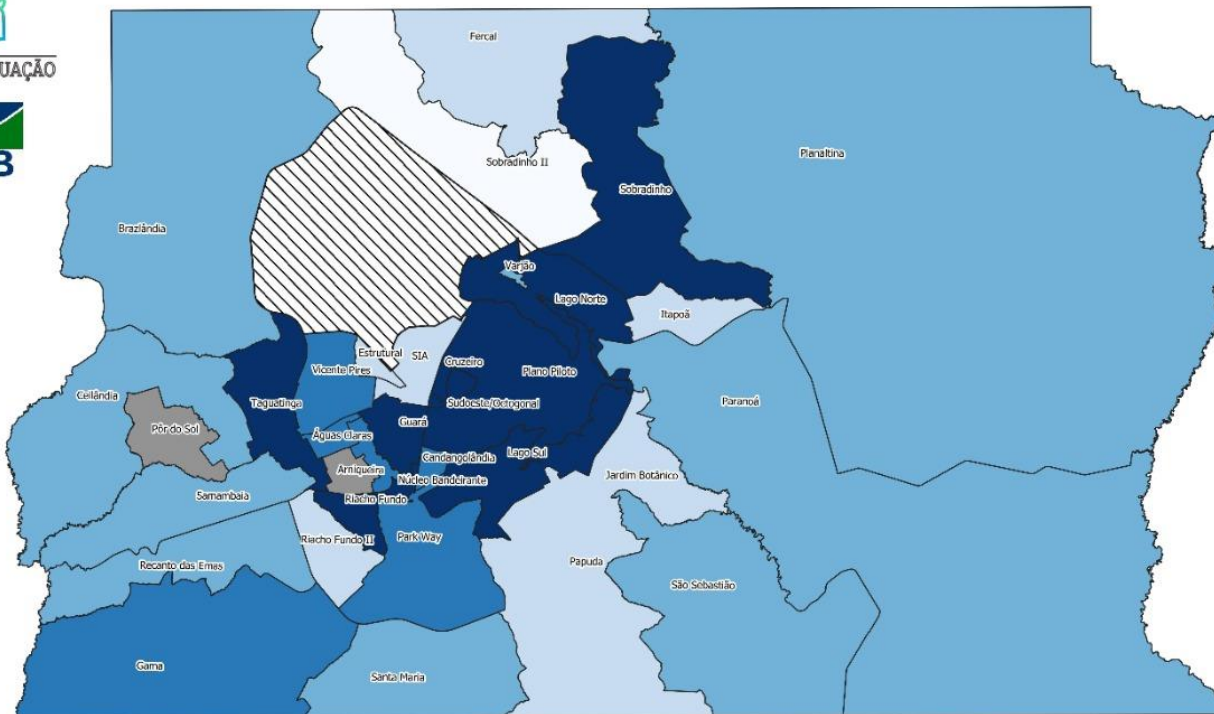 UAÇÃO
B
Fercal
Sobradinho II
Planaltina
Sobradinho
Brazlândia
Varjão
Lago Norte
Itapoã
Estrutural
SIA
Cruzeiro
Vicente Pires
Plano Piloto
Ceilândia
Taguatinga
Sudoeste/Octogonal
Paranoá
Guará
Pôr do Sol
Águas Claras
Lago Sul
Candangolândia
Arniqueira
Jardim Botânico
Núcleo Bandeirante
Samambaia
Riacho Fundo
Riacho Fundo II
Park Way
Papuda
Recanto das Emas
São Sebastião
Gama
Santa Maria